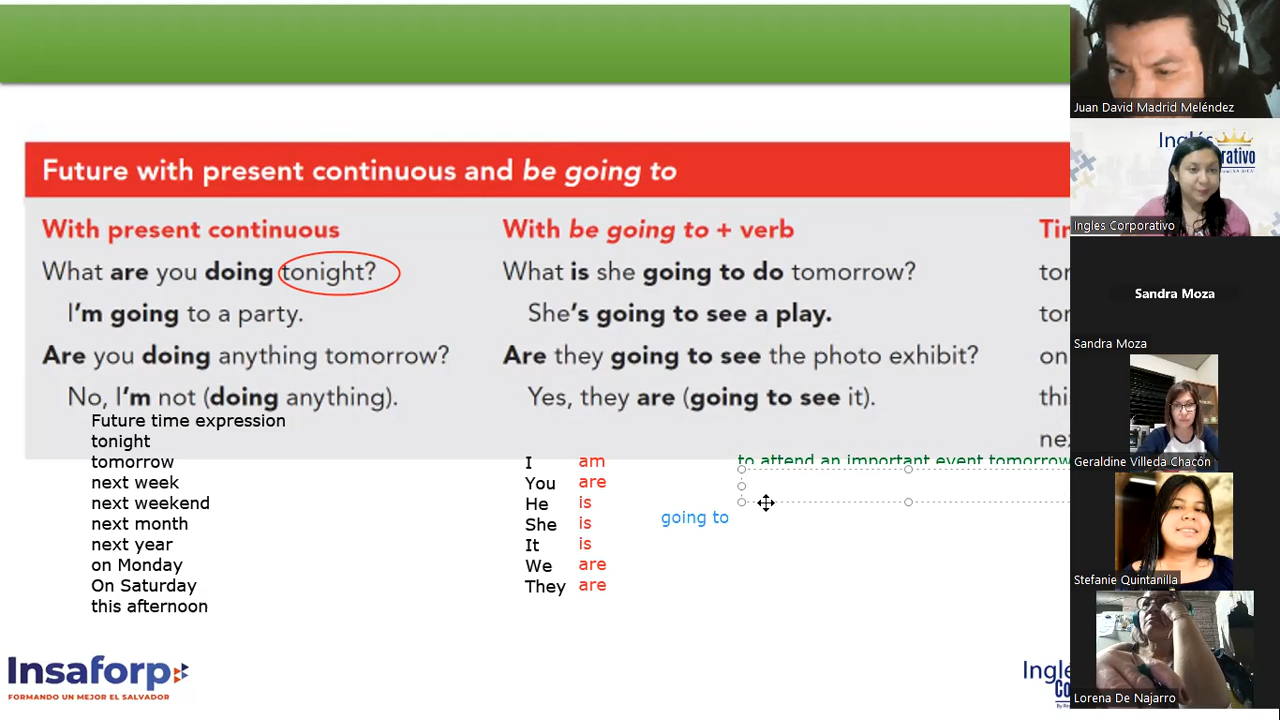 Future with present continuous and be going to
With present continuous
What are you doing tonight?
I'm going to a party.
Are you doing anything tomorrow?
No, I'm not (doing anything).
With be going to + verb
What is she going to do tomorrow?
She's going to see a play.
Are they going to see the photo exhibit?
Yes, they are (going to see it).
Future time expression
tonight
tomorrow
next week
next weekend
next month
next year
on Monday
On Saturday
this afternoon
I am
You are
He is
She is
It is
We are
They are
going to
to attend an important event tomorrow
Insaforp
FORMANDO UN MEJOR EL SALVADOR
Juan David Madrid Meléndez
Inglés
Ingles Corporativo
Sandra Moza
Sandra Moza
Geraldine Villeda Chacón
Stefanie Quintanilla
Lorena De Najarro